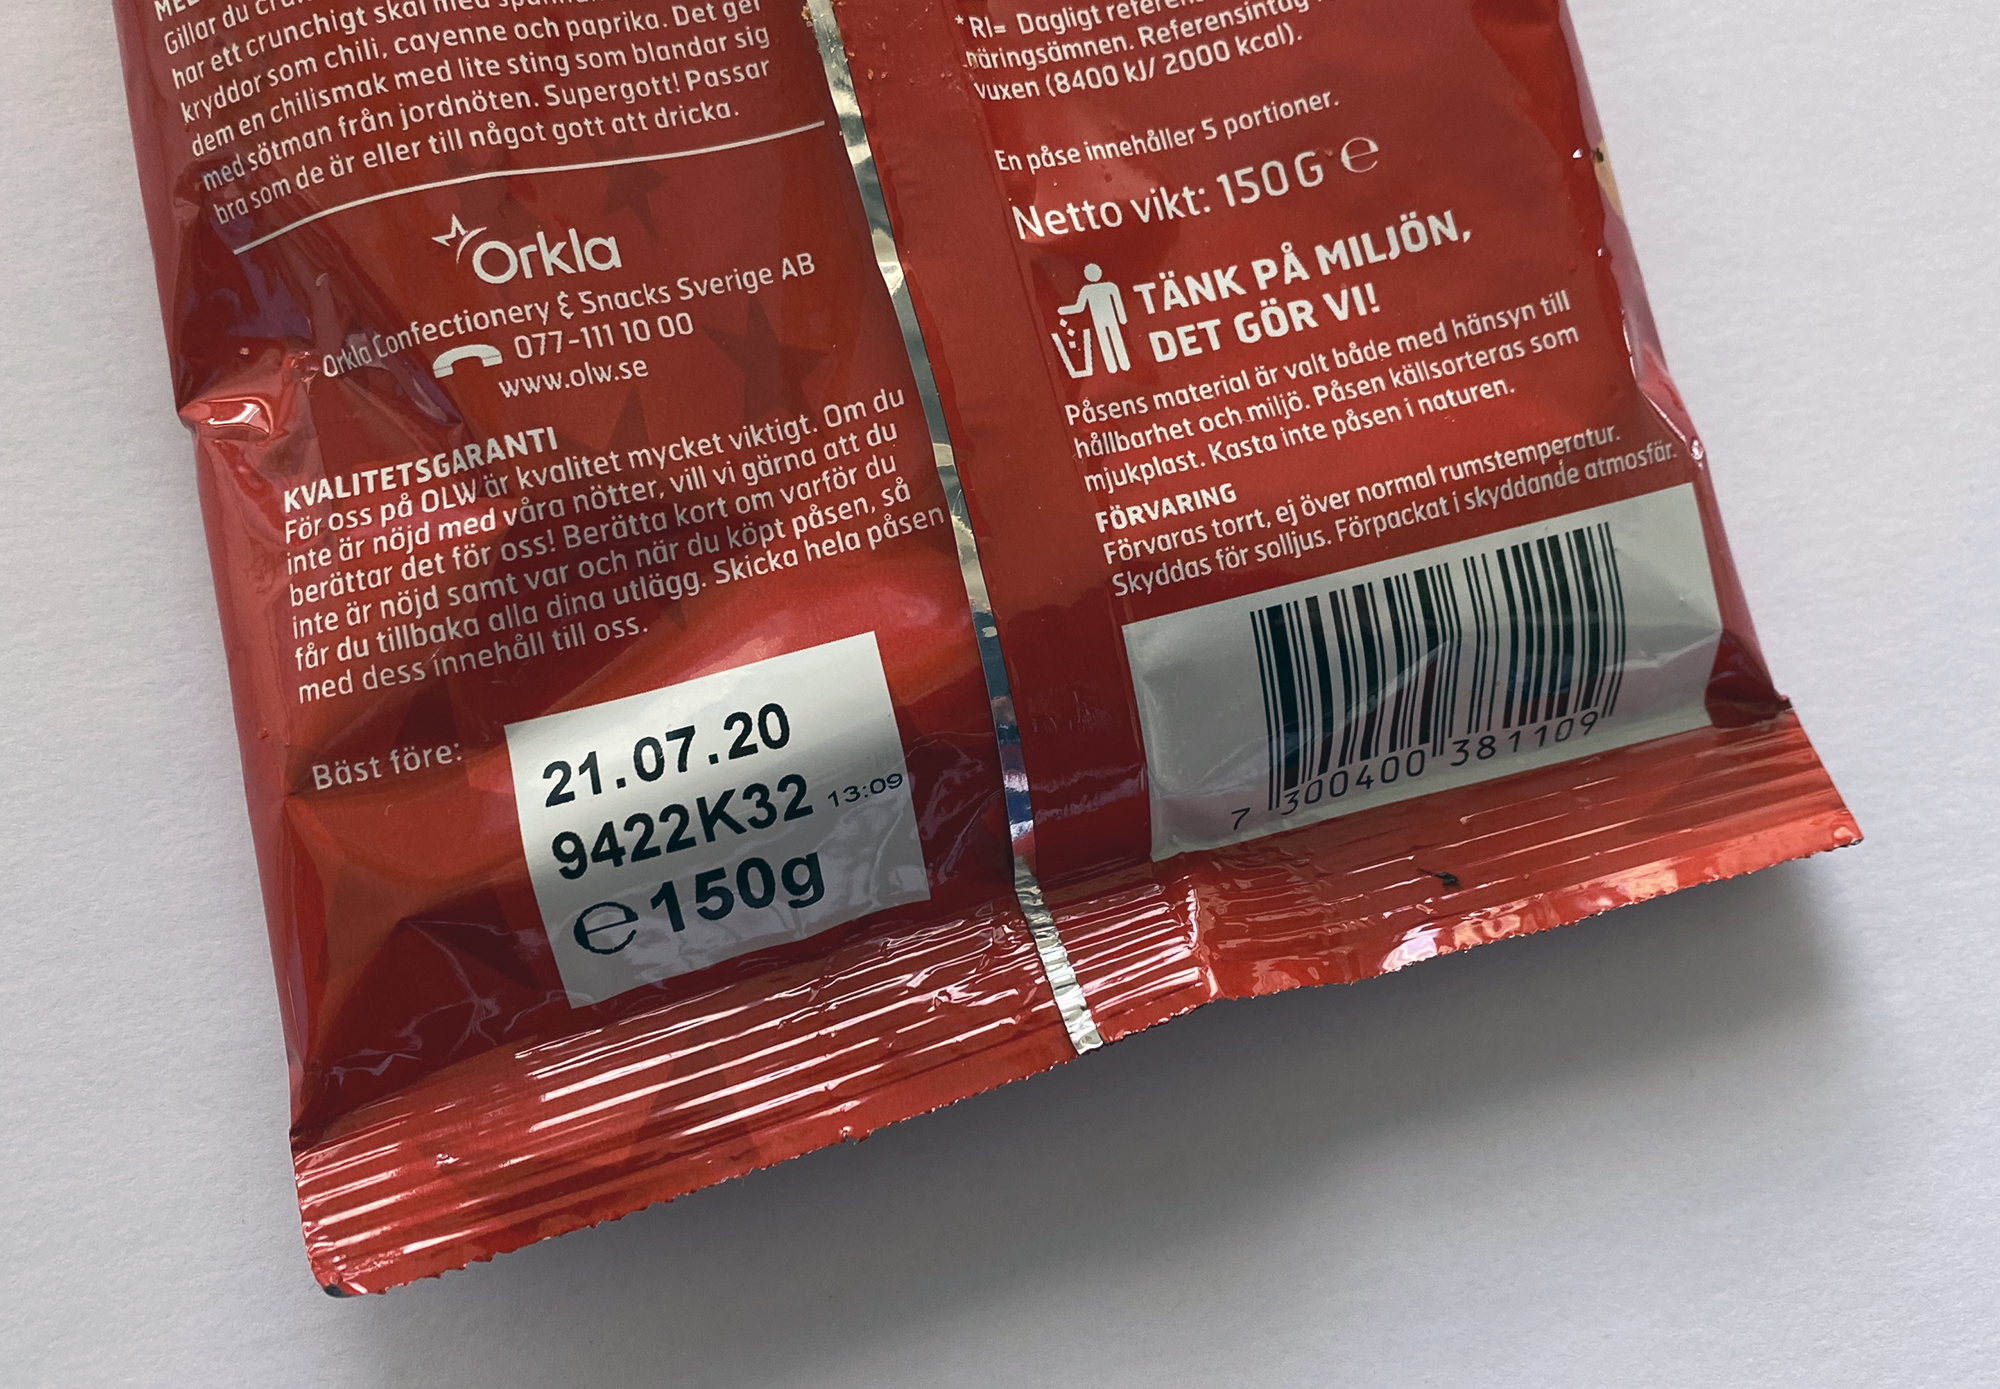 Gillar du
har ett crunchigt skal med
kryddor som chili, cayenne och paprika. Det ger
dem en chilismak med lite sting som blandar sig
med sötman från jordnöten. Supergott! Passar
bra som de är eller till något gott att dricka.
Orkla
Orkla Confectionery & Snacks Sverige AB
077-111 10 00
www.olw.se
KVALITETSGARANTI
För oss på OLW är kvalitet mycket viktigt. Om du
inte är nöjd med våra nötter, vill vi gärna att du
berättar det för oss! Berätta kort om varför du
inte är nöjd samt var och när du köpt påsen, så
får du tillbaka alla dina utlägg. Skicka hela påsen
med dess innehåll till oss.
Bäst före:
21.07.20
9422K32 13:09
e150g
*RI= Dagligt
näringsämnen. Referensintag
vuxen (8400 kJ/ 2000 kcal).
En påse innehåller 5 portioner.
Netto vikt: 150 G e
TÄNK PÅ MILJÖN,
DET GÖR VI!
Påsens material är valt både med hänsyn till
hållbarhet och miljö. Påsen källsorteras som
mjukplast. Kasta inte påsen i naturen.
FÖRVARING
Förvaras torrt, ej över normal rumstemperatur.
Skyddas för solljus. Förpackat i skyddande atmosfär.
7 300400 381109